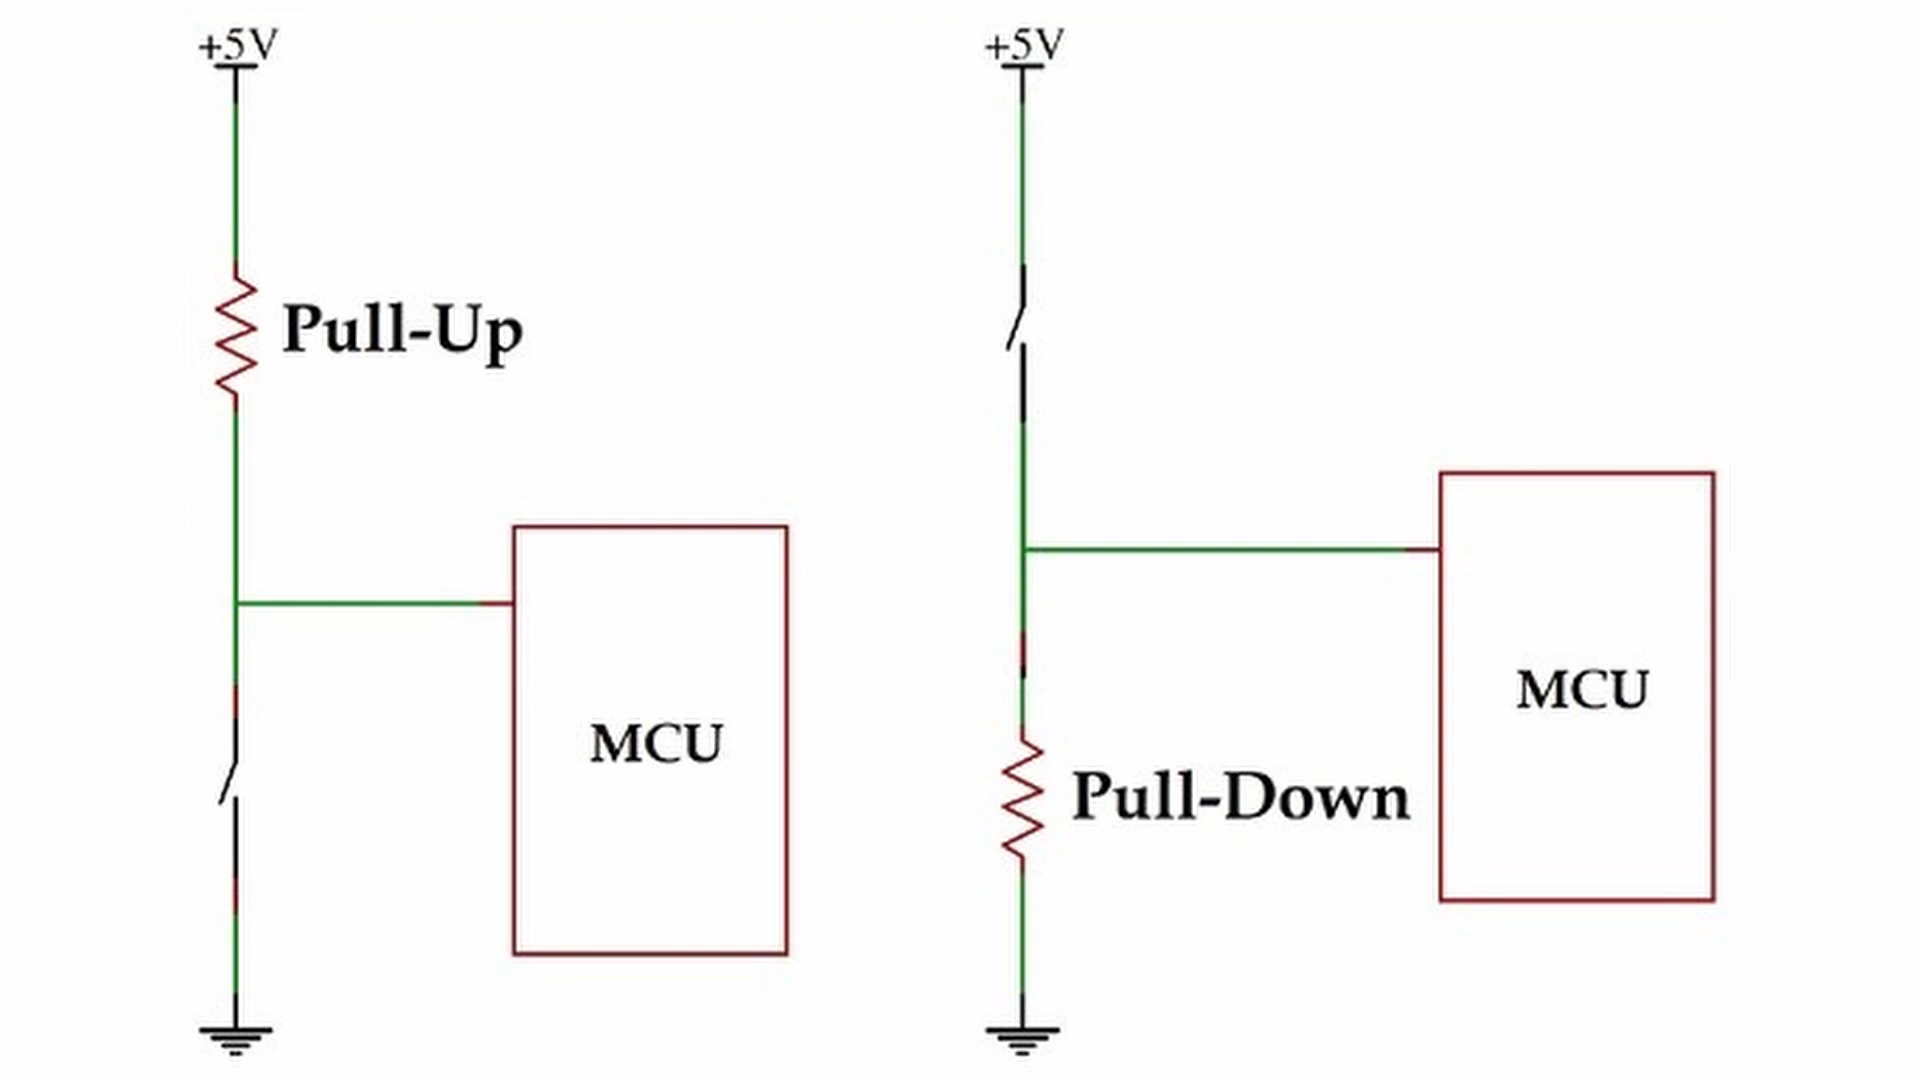 +5V
Pull-Up
MCU
+5V
MCU
Pull-Down